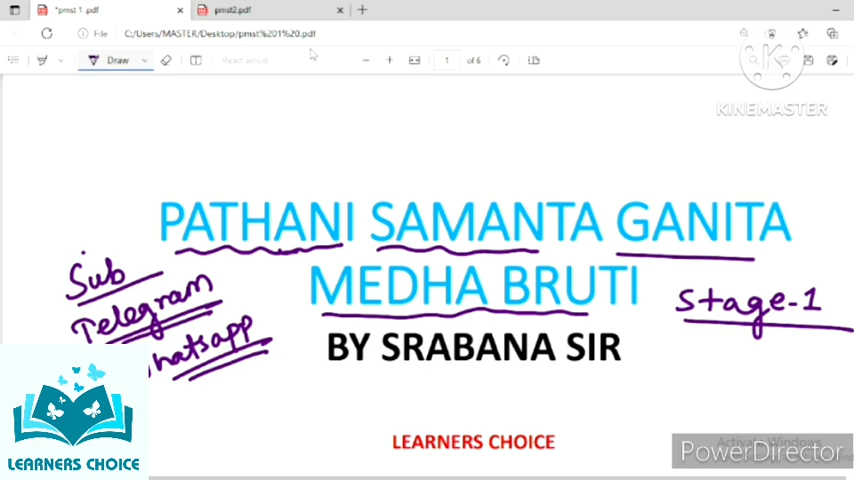 *pmst 1 .pdf
pmst2.pdf
File C:/Users/MASTER/Desktop/pmst%201%20.pdf
Draw Read aloud 1 of 6
K
KINEMASTER
PATHANI SAMANTA GANITA
MEDHA BRUTI
Sub
Telegram
hatsapp
Stage-1
BY SRABANA SIR
LEARNERS CHOICE
LEARNERS CHOICE
Activate Windows
PowerDirector